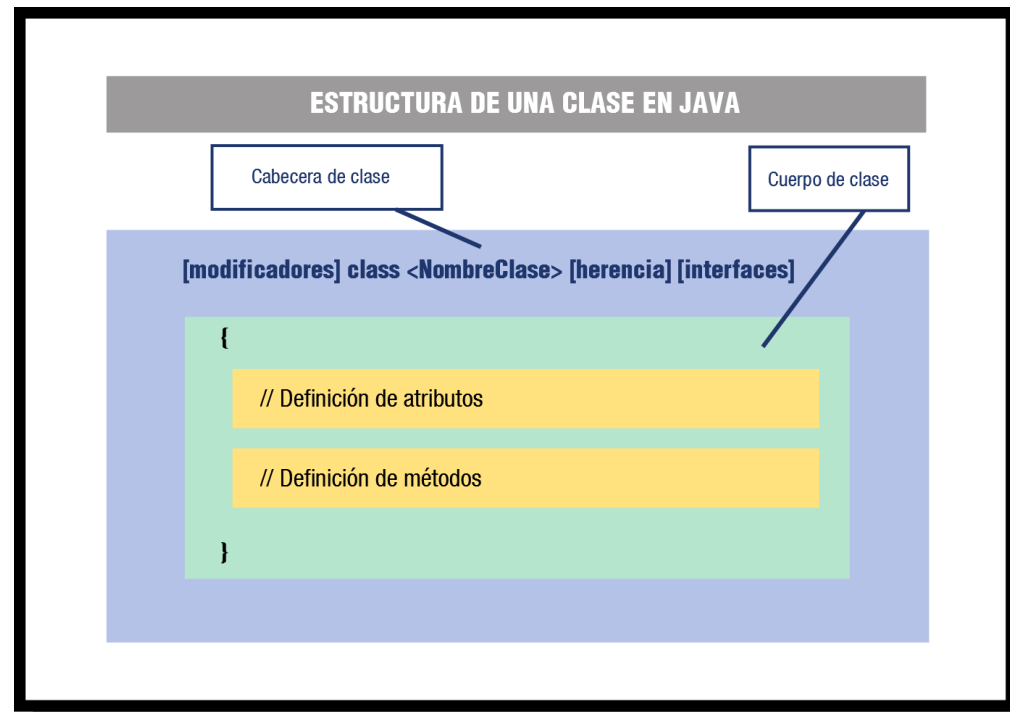 ESTRUCTURA DE UNA CLASE EN JAVA
Cabecera de clase
Cuerpo de clase
[modificadores] class <NombreClase> [herencia] [interfaces]
{
// Definición de atributos
// Definición de métodos
}